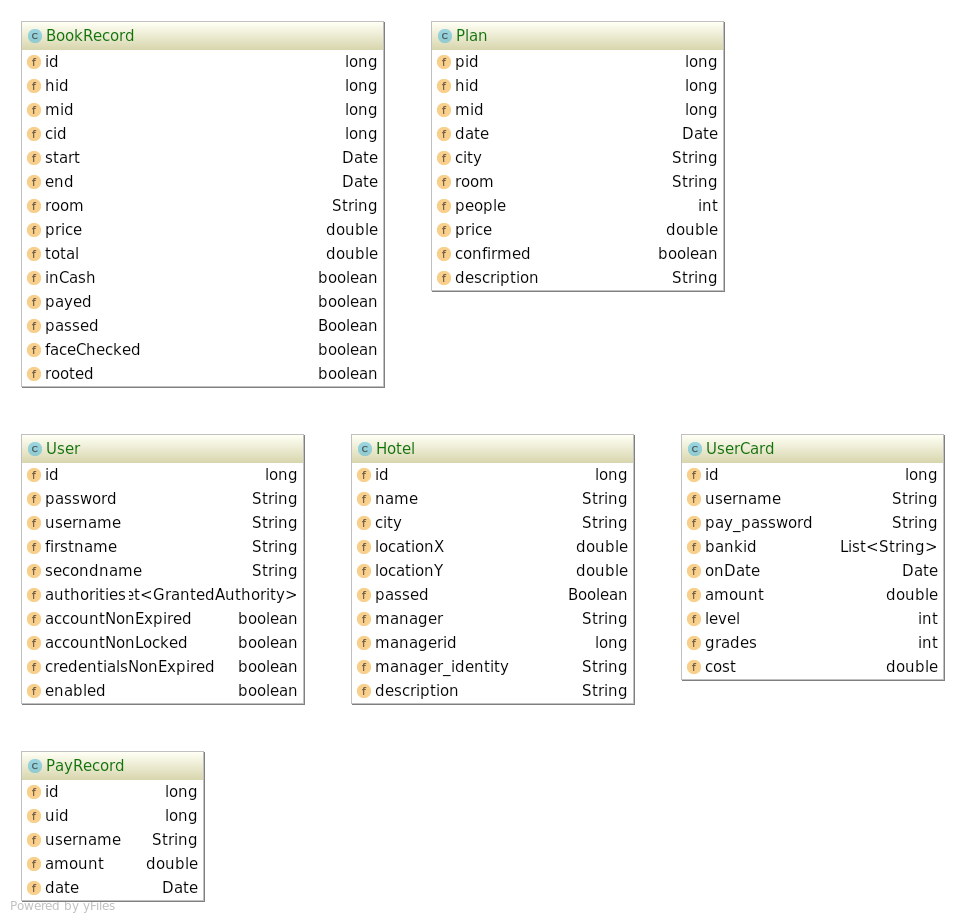 BookRecord
id long
hid long
mid long
cid long
start Date
end Date
room String
price double
total double
inCash boolean
payed boolean
passed Boolean
faceChecked boolean
rooted boolean
Plan
pid long
hid long
mid long
date Date
city String
room String
people int
price double
confirmed boolean
description String
User
id long
password String
username String
firstname String
secondname String
authorities et<GrantedAuthority>
accountNonExpired boolean
accountNonLocked boolean
credentialsNonExpired boolean
enabled boolean
Hotel
id long
name String
city String
locationX double
locationY double
passed Boolean
manager String
managerid long
manager_identity String
description String
UserCard
id long
username String
pay_password String
bankid List<String>
onDate Date
amount double
level int
grades int
cost double
PayRecord
id long
uid long
username String
amount double
date Date
Powered by yFiles